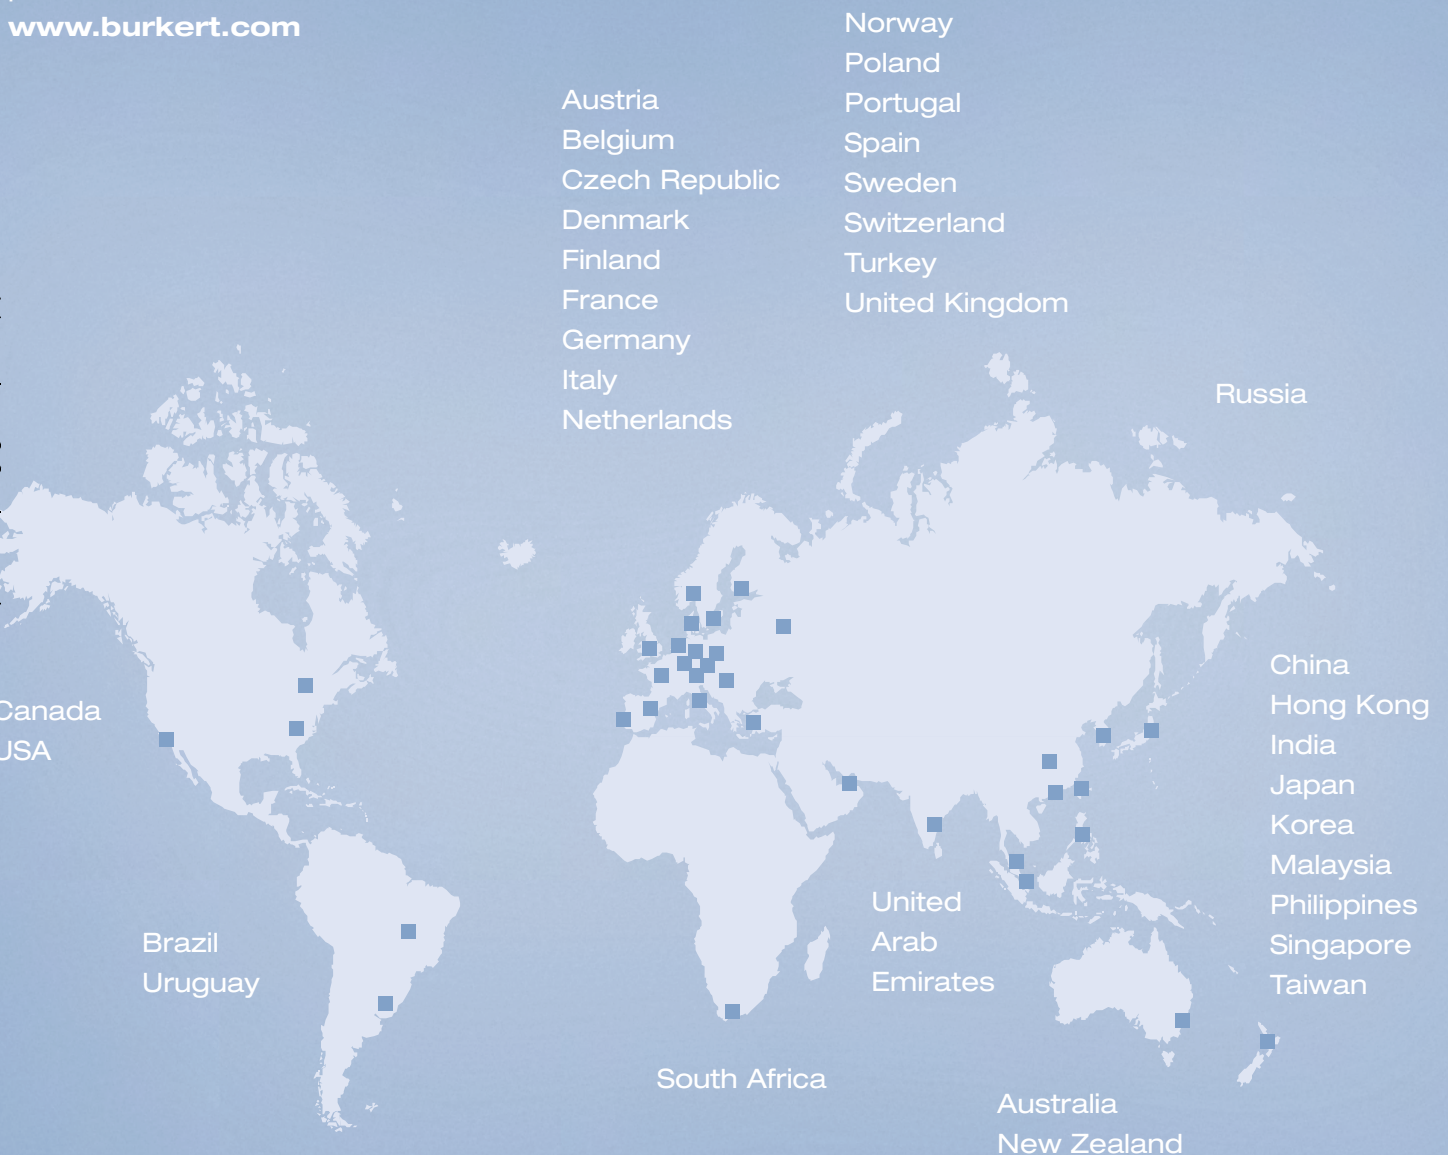 www.burkert.com
Austria
Belgium
Czech Republic
Denmark
Finland
France
Germany
Italy
Netherlands
Norway
Poland
Portugal
Spain
Sweden
Switzerland
Turkey
United Kingdom
Russia
Canada
USA
China
Hong Kong
India
Japan
Korea
Malaysia
Philippines
Singapore
Taiwan
Brazil
Uruguay
United
Arab
Emirates
South Africa
Australia
New Zealand